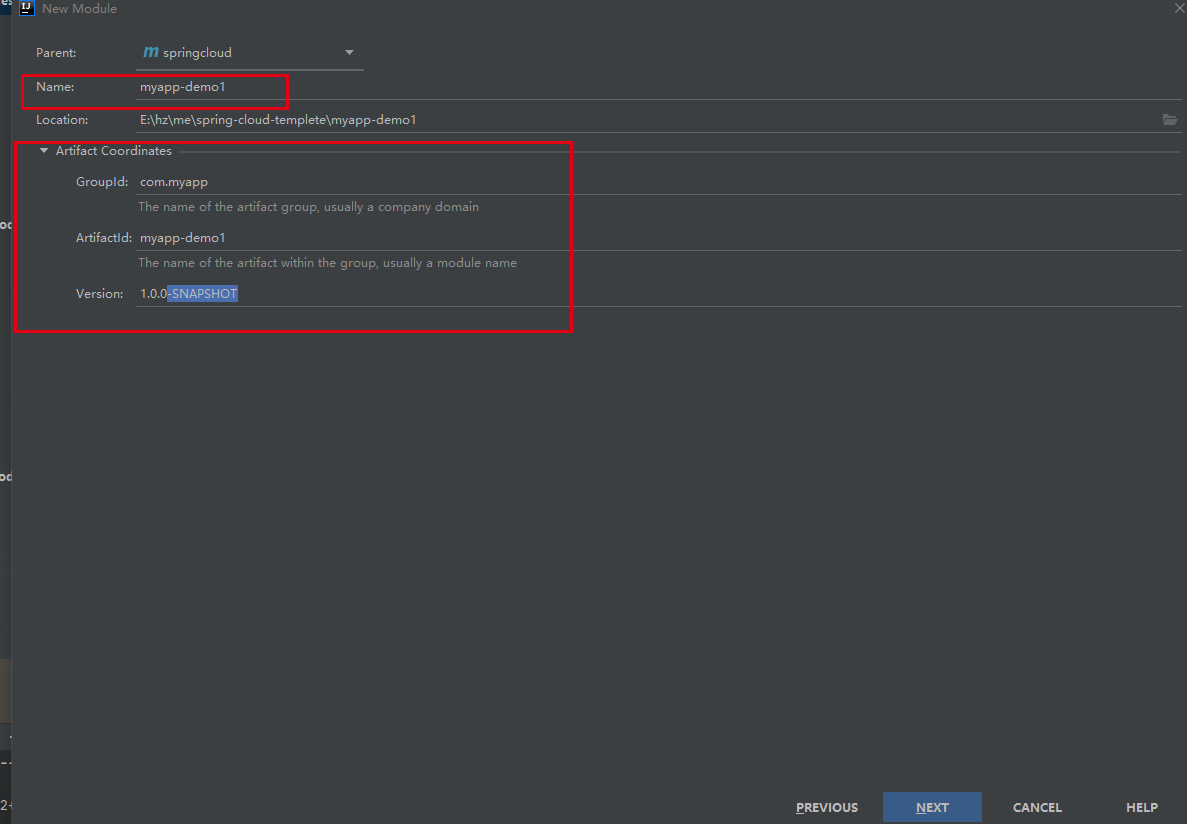 New Module
Parent: m springcloud
Name: myapp-demo1
Location: E:\hz\me\spring-cloud-templete\myapp-demo1
Artifact Coordinates
GroupId: com.myapp
The name of the artifact group, usually a company domain
ArtifactId: myapp-demo1
The name of the artifact within the group, usually a module name
Version: 1.0.0-SNAPSHOT
PREVIOUS NEXT CANCEL HELP